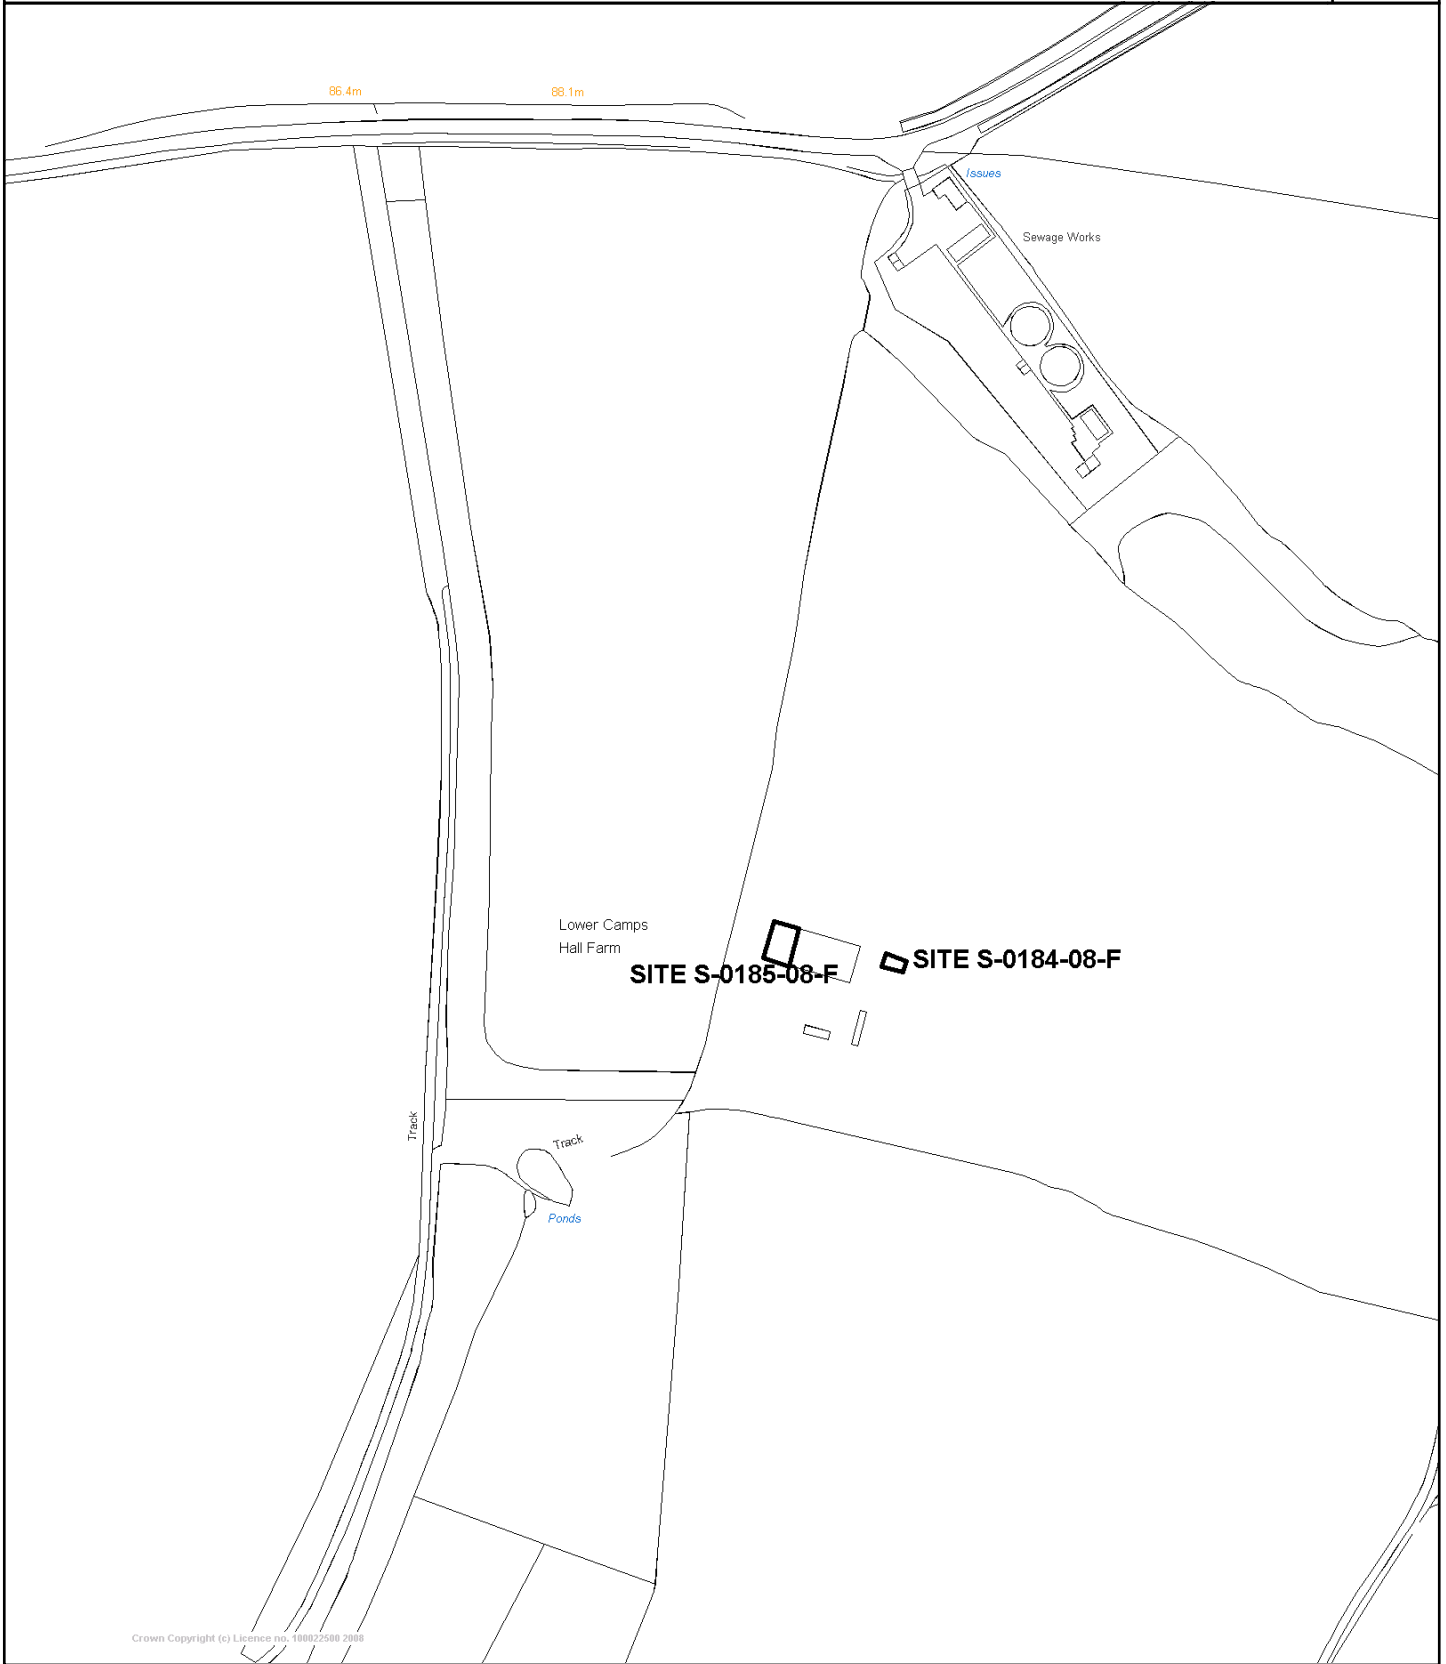 86.4m
88.1m
Issues
Sewage Works
Lower Camps
Hall Farm
SITE S-0185-08-F
SITE S-0184-08-F
Track
Track
Ponds
Crown Copyright (c) Licence no. 100022500 2008